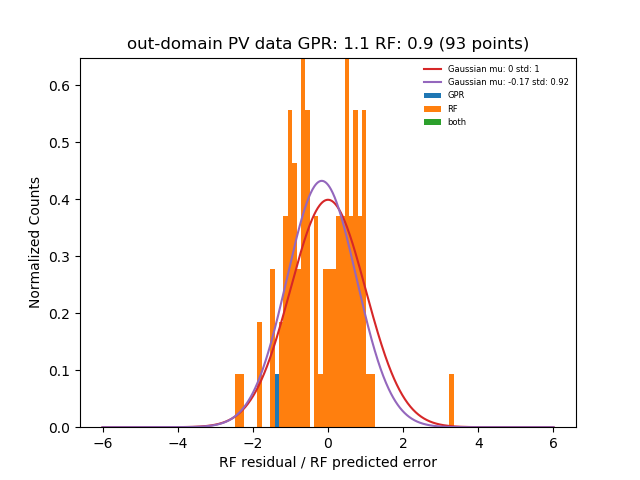 out-domain PV data GPR: 1.1 RF: 0.9 (93 points)
Gaussian mu: 0 std: 1
Gaussian mu: -0.17 std: 0.92
GPR
RF
both
Normalized Counts
0.6
0.5
0.4
0.3
0.2
0.1
0.0
−6 −4 −2 0 2 4 6
RF residual / RF predicted error